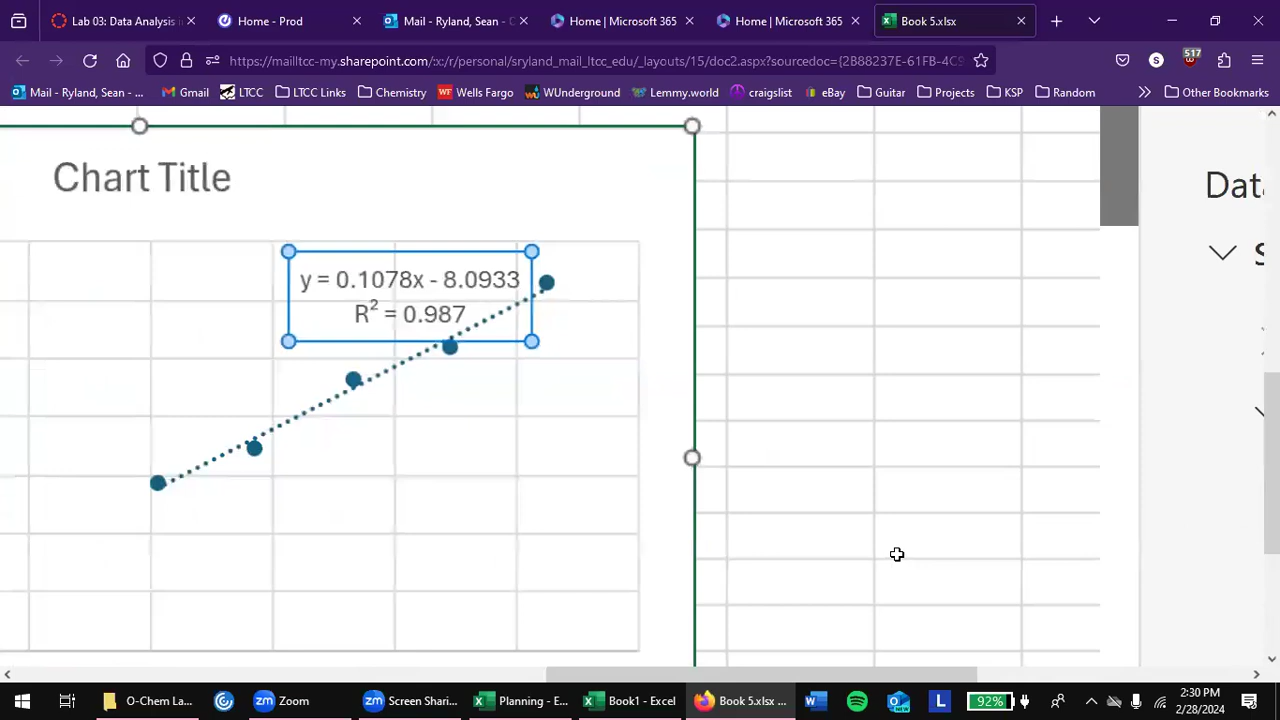 Lab 03: Data Analysis i
Home - Prod
Mail - Ryland, Sean - O
Home | Microsoft 365
Home | Microsoft 365
Book 5.xlsx
517
https://mailltcc-my.sharepoint.com/:x:/r/personal/sryland_mail_ltcc_edu/_layouts/15/doc2.aspx?sourcedoc={2B88237E-61FB-4C9
S
Mail - Ryland, Sean - ...
Gmail
LTCC
LTCC Links
Chemistry
Wells Fargo
WUnderground
Lemmy.world
craigslist
eBay
Guitar
Projects
KSP
Random
Other Bookmarks
Chart Title
Data
S
y = 0.1078x - 8.0933
R² = 0.987
O-Chem La...
Zoom
Screen Shari...
Planning - E...
Book1 - Excel
Book 5.xlsx ...
92%
2:30 PM
2/28/2024